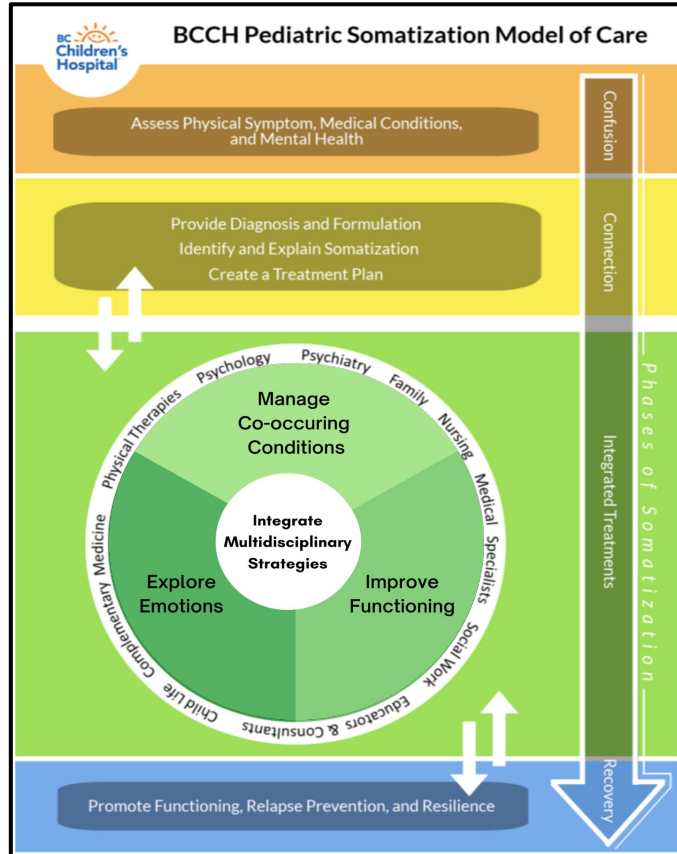 BC
Children's
Hospital
BCCH Pediatric Somatization Model of Care
Assess Physical Symptom, Medical Conditions,
and Mental Health
Confusion
Provide Diagnosis and Formulation
Identify and Explain Somatization
Create a Treatment Plan
Connection
Physical Therapies
Psychology
Psychiatry
Family
Nursing
Medical Specialists
Social Work
Educators & Consultants
Child Life
Complementary Medicine
Manage
Co-occuring
Conditions
Integrate
Multidisciplinary
Strategies
Explore
Emotions
Improve
Functioning
Integrated Treatments
Phases of Somatization
Promote Functioning, Relapse Prevention, and Resilience
Recovery